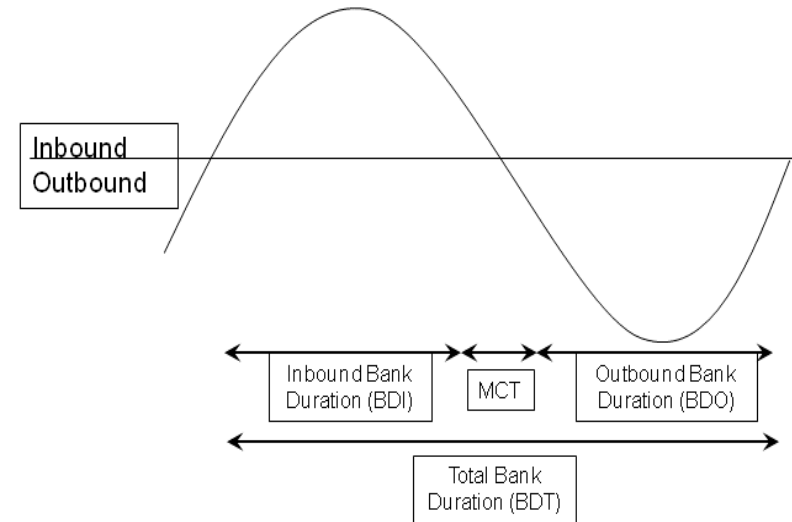 Inbound
Outbound
Inbound Bank
Duration (BDI)
MCT
Outbound Bank
Duration (BDO)
Total Bank
Duration (BDT)